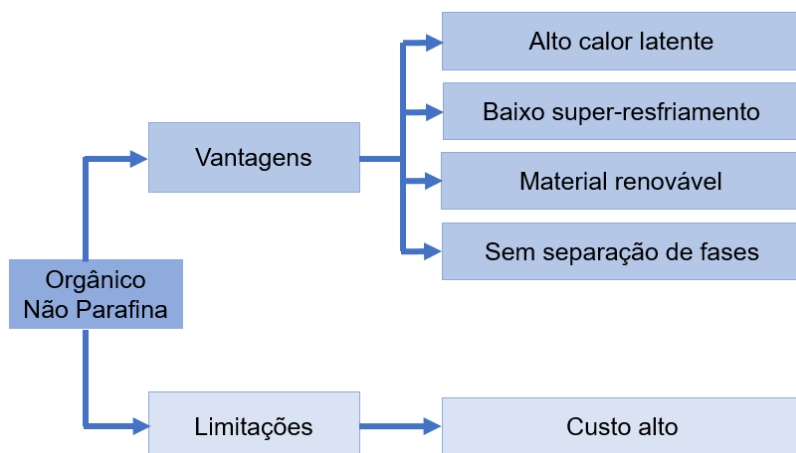 Alto calor latente
Baixo super-resfriamento
Vantagens
Material renovável
Sem separação de fases
Orgânico
Não Parafina
Limitações
Custo alto